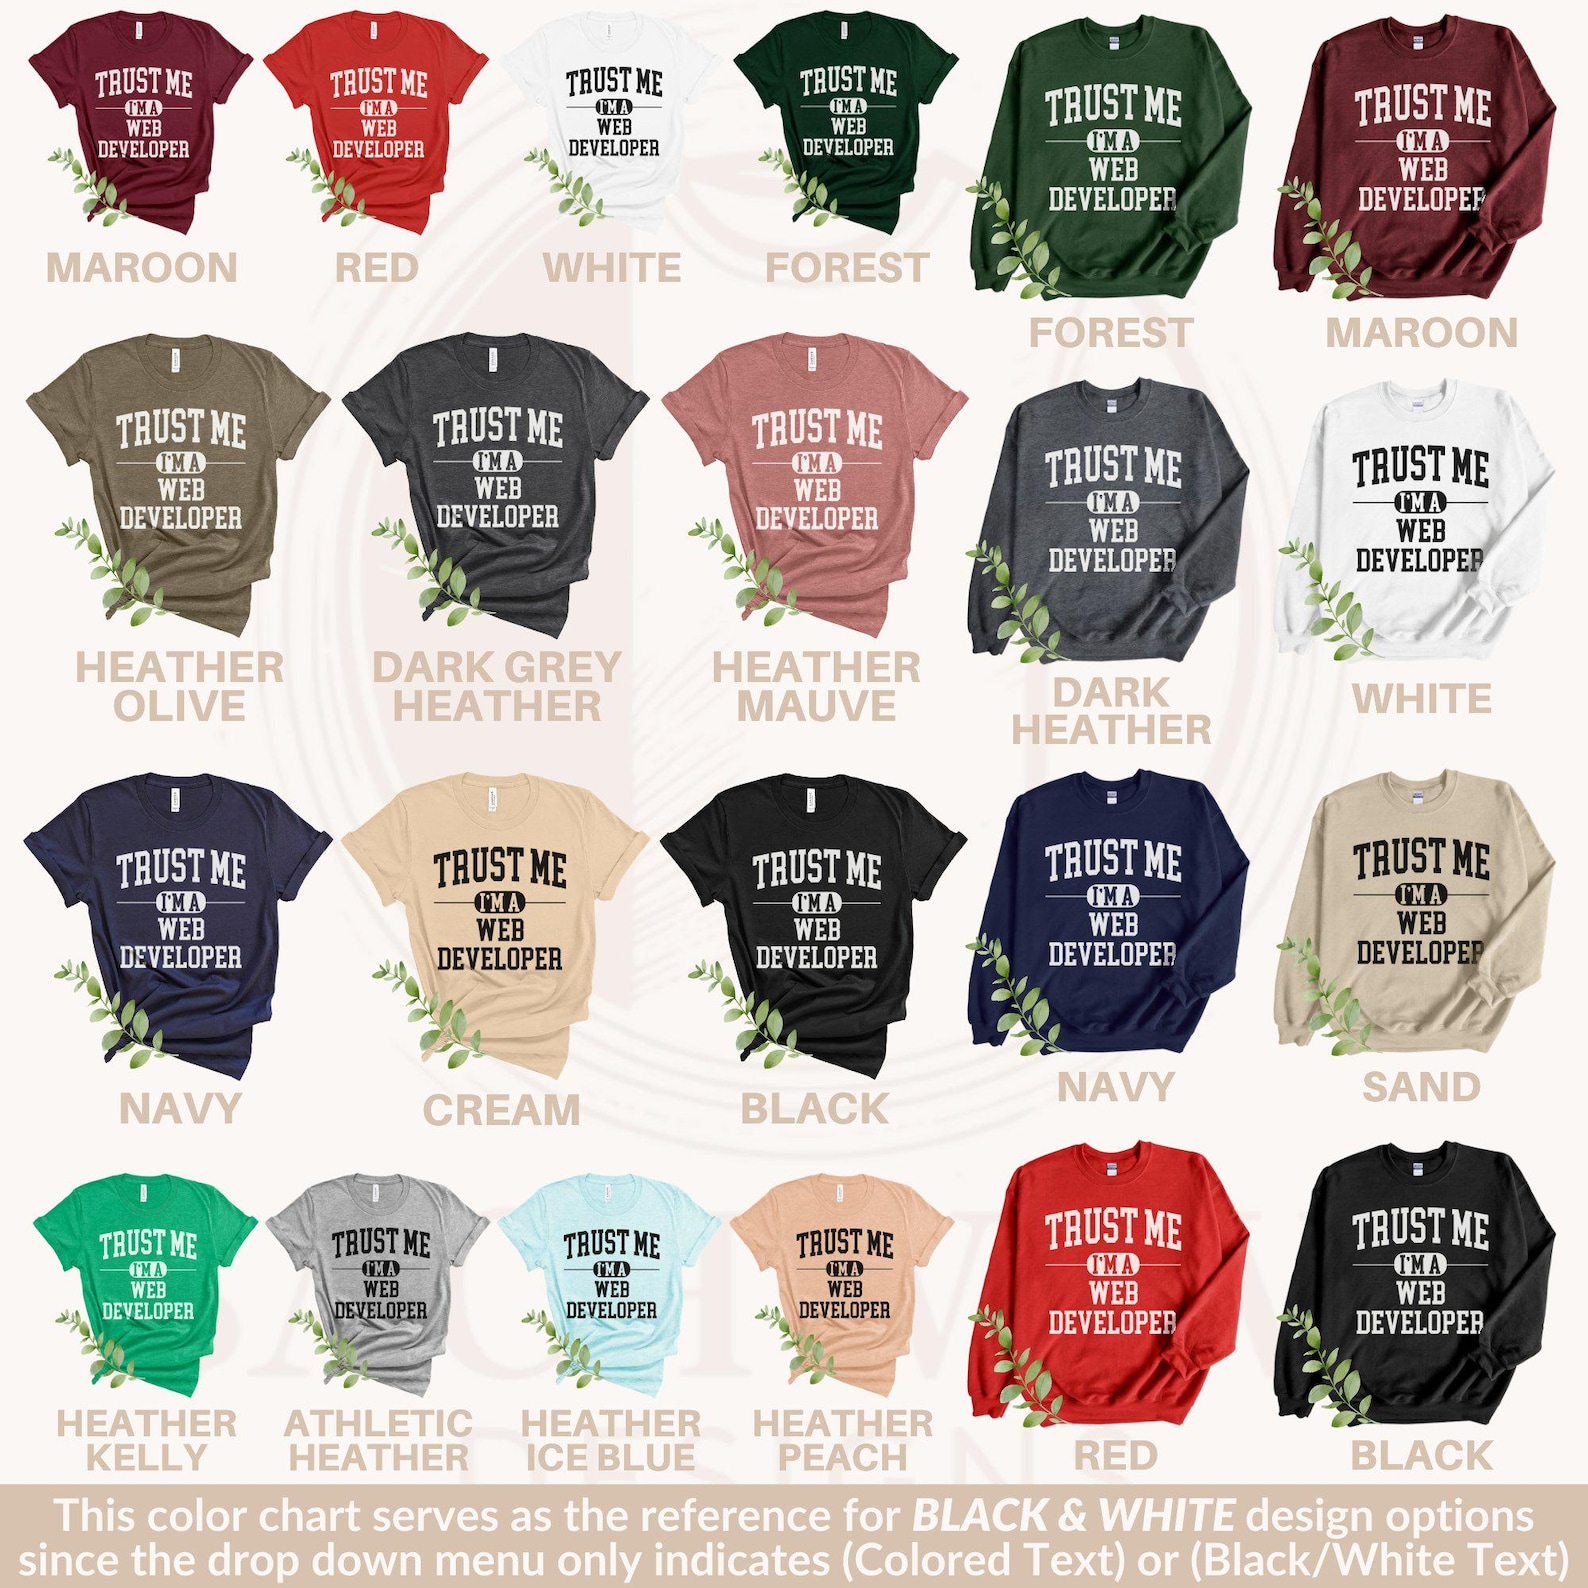 TRUST ME
I'M A
WEB
DEVELOPER
TRUST ME
I'M A
WEB
DEVELOPER
TRUST ME
I'M A
WEB
DEVELOPER
TRUST ME
I'M A
WEB
DEVELOPER
TRUST ME
I'M A
WEB
DEVELOPER
TRUST ME
I'M A
WEB
DEVELOPER
MAROON
RED
WHITE
FOREST
FOREST
MAROON
TRUST ME
I'M A
WEB
DEVELOPER
TRUST ME
I'M A
WEB
DEVELOPER
TRUST ME
I'M A
WEB
DEVELOPER
TRUST ME
I'M A
WEB
DEVELOPER
TRUST ME
I'M A
WEB
DEVELOPER
HEATHER
OLIVE
DARK GREY
HEATHER
HEATHER
MAUVE
DARK
HEATHER
WHITE
TRUST ME
I'M A
WEB
DEVELOPER
TRUST ME
I'M A
WEB
DEVELOPER
TRUST ME
I'M A
WEB
DEVELOPER
TRUST ME
I'M A
WEB
DEVELOPER
TRUST ME
I'M A
WEB
DEVELOPER
NAVY
CREAM
BLACK
NAVY
SAND
TRUST ME
I'M A
WEB
DEVELOPER
TRUST ME
I'M A
WEB
DEVELOPER
TRUST ME
I'M A
WEB
DEVELOPER
TRUST ME
I'M A
WEB
DEVELOPER
TRUST ME
I'M A
WEB
DEVELOPER
TRUST ME
I'M A
WEB
DEVELOPER
HEATHER
KELLY
ATHLETIC
HEATHER
HEATHER
ICE BLUE
HEATHER
PEACH
RED
BLACK
DESIGNS
This color chart serves as the reference for BLACK & WHITE design options
since the drop down menu only indicates (Colored Text) or (Black/White Text)